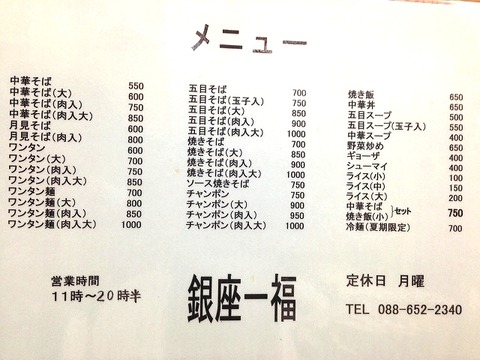 メニュー
中華そば 550
中華そば(大) 600
中華そば(肉入) 750
中華そば(肉入大) 850
月見そば 600
月見そば(肉入) 800
ワンタン 600
ワンタン(大) 700
ワンタン(肉入) 750
ワンタン(肉入大) 850
ワンタン麺 700
ワンタン麺(大) 800
ワンタン麺(肉入) 900
ワンタン麺(肉入大) 1000
五目そば 700
五目そば(玉子入) 750
五目そば(大) 850
五目そば(肉入) 900
五目そば(肉入大) 1000
焼きそば 700
焼きそば(大) 850
焼きそば(肉入) 900
焼きそば(肉入大) 1000
ソース焼きそば 750
チャンポン 750
チャンポン(大) 900
チャンポン(肉入) 950
チャンポン(肉入大) 1000
焼き飯 650
中華丼 650
五目スープ 500
五目スープ(玉子入) 550
中華スープ 400
野菜炒め 650
ギョーザ 400
シューマイ 400
ライス(小) 100
ライス(中) 150
ライス(大) 200
中華そば
焼き飯(小) }セット 750
冷麺(夏期限定) 700
営業時間
11時～20時半
銀座一福
定休日 月曜
TEL 088-652-2340